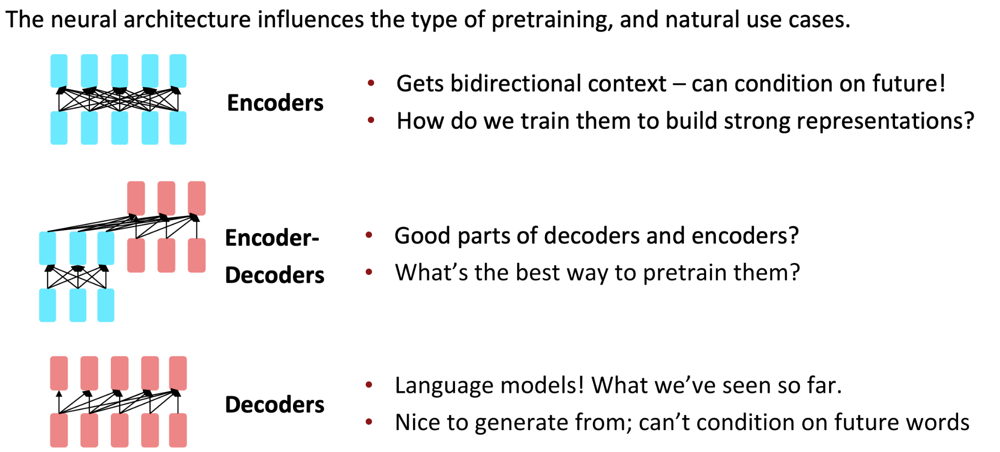 The neural architecture influences the type of pretraining, and natural use cases.
Encoders
• Gets bidirectional context – can condition on future!
• How do we train them to build strong representations?
Encoder-
Decoders
• Good parts of decoders and encoders?
• What’s the best way to pretrain them?
Decoders
• Language models! What we’ve seen so far.
• Nice to generate from; can’t condition on future words